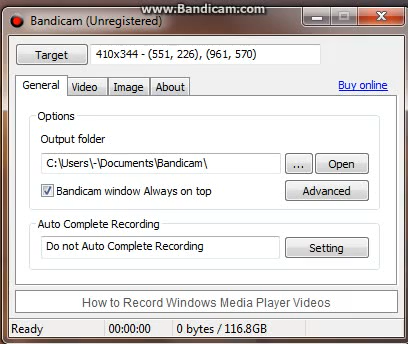 www.Bandicam.com
Bandicam (Unregistered)
Target 410x344 - (551, 226), (961, 570)
General Video Image About Buy online
Options
Output folder
C:\Users\-\Documents\Bandicam\ ... Open
Bandicam window Always on top Advanced
Auto Complete Recording
Do not Auto Complete Recording Setting
How to Record Windows Media Player Videos
Ready 00:00:00 0 bytes / 116.8GB